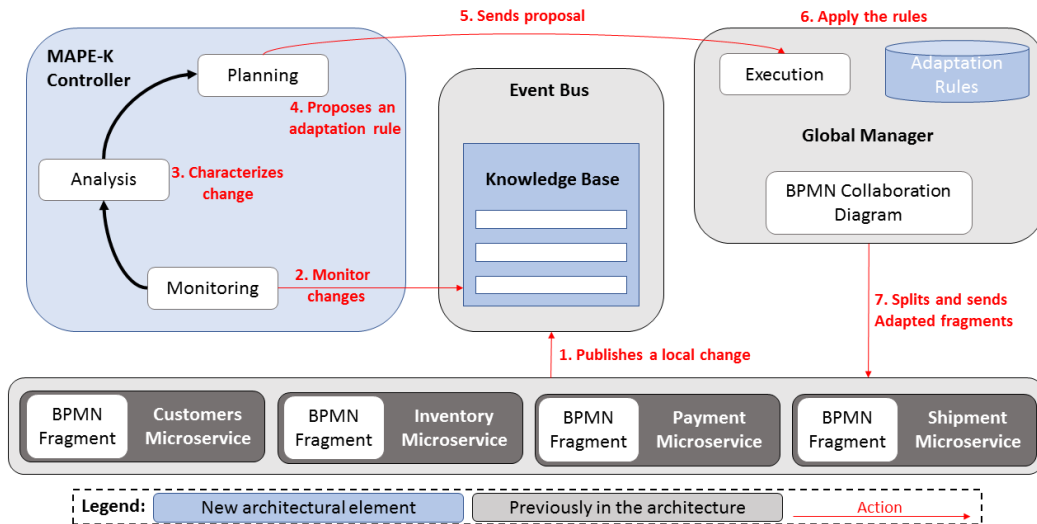 5. Sends proposal
6. Apply the rules
MAPE-K
Controller
Planning
4. Proposes an
adaptation rule
Analysis
3. Characterizes
change
Monitoring
2. Monitor
changes
Event Bus
Knowledge Base
Execution
Adaptation
Rules
Global Manager
BPMN Collaboration
Diagram
7. Splits and sends
Adapted fragments
1. Publishes a local change
BPMN
Fragment
Customers
Microservice
BPMN
Fragment
Inventory
Microservice
BPMN
Fragment
Payment
Microservice
BPMN
Fragment
Shipment
Microservice
Legend:
New architectural element
Previously in the architecture
Action